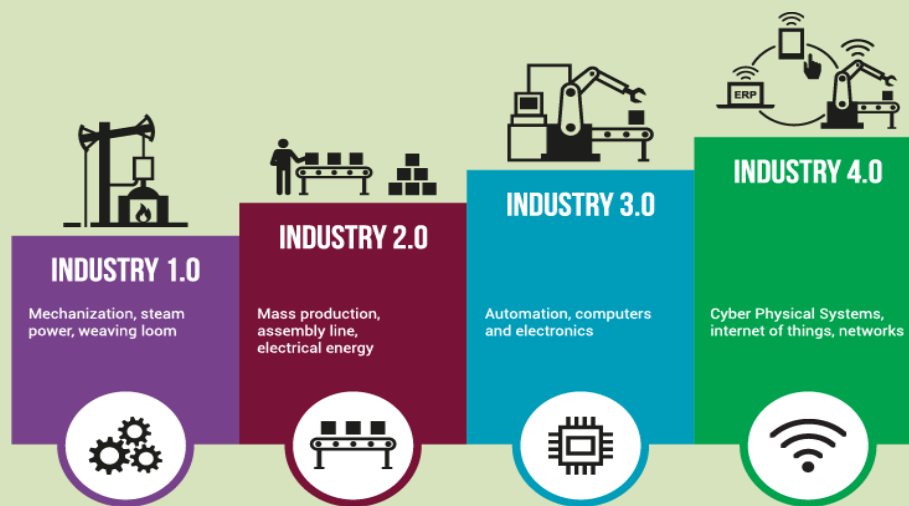 ERP
INDUSTRY 1.0
Mechanization, steam
power, weaving loom
INDUSTRY 2.0
Mass production,
assembly line,
electrical energy
INDUSTRY 3.0
Automation, computers
and electronics
INDUSTRY 4.0
Cyber Physical Systems,
internet of things, networks